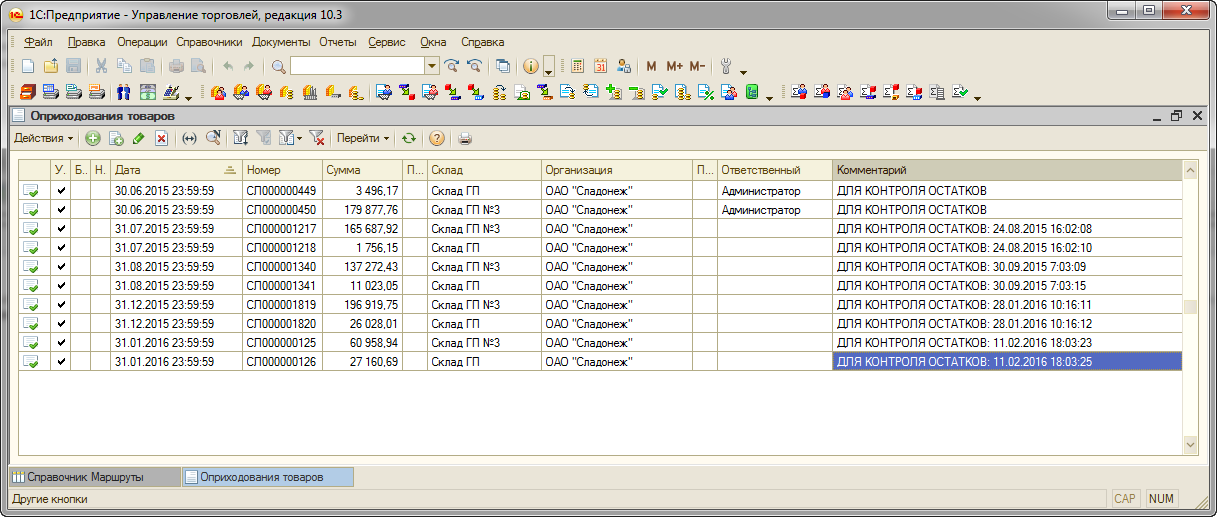 1С:Предприятие - Управление торговлей, редакция 10.3
Файл Правка Операции Справочники Документы Отчеты Сервис Окна Справка
M M+ M-
Оприходования товаров
Действия Перейти
У. Б.. Н. Дата Номер Сумма П... Склад Организация П... Ответственный Комментарий
30.06.2015 23:59:59 СЛ000000449 3 496,17 Склад ГП ОАО "Сладонеж" Администратор ДЛЯ КОНТРОЛЯ ОСТАТКОВ
30.06.2015 23:59:59 СЛ000000450 179 877,76 Склад ГП №3 ОАО "Сладонеж" Администратор ДЛЯ КОНТРОЛЯ ОСТАТКОВ
31.07.2015 23:59:59 СЛ000001217 165 687,92 Склад ГП №3 ОАО "Сладонеж" ДЛЯ КОНТРОЛЯ ОСТАТКОВ: 24.08.2015 16:02:08
31.07.2015 23:59:59 СЛ000001218 1 756,15 Склад ГП ОАО "Сладонеж" ДЛЯ КОНТРОЛЯ ОСТАТКОВ: 24.08.2015 16:02:10
31.08.2015 23:59:59 СЛ000001340 137 272,43 Склад ГП №3 ОАО "Сладонеж" ДЛЯ КОНТРОЛЯ ОСТАТКОВ: 30.09.2015 7:03:09
31.08.2015 23:59:59 СЛ000001341 11 023,05 Склад ГП ОАО "Сладонеж" ДЛЯ КОНТРОЛЯ ОСТАТКОВ: 30.09.2015 7:03:15
31.12.2015 23:59:59 СЛ000001819 196 919,75 Склад ГП №3 ОАО "Сладонеж" ДЛЯ КОНТРОЛЯ ОСТАТКОВ: 28.01.2016 10:16:11
31.12.2015 23:59:59 СЛ000001820 26 028,01 Склад ГП ОАО "Сладонеж" ДЛЯ КОНТРОЛЯ ОСТАТКОВ: 28.01.2016 10:16:12
31.01.2016 23:59:59 СЛ000000125 60 958,94 Склад ГП №3 ОАО "Сладонеж" ДЛЯ КОНТРОЛЯ ОСТАТКОВ: 11.02.2016 18:03:23
31.01.2016 23:59:59 СЛ000000126 27 160,69 Склад ГП ОАО "Сладонеж" ДЛЯ КОНТРОЛЯ ОСТАТКОВ: 11.02.2016 18:03:25
Справочник Маршруты Оприходования товаров
Другие кнопки CAP NUM